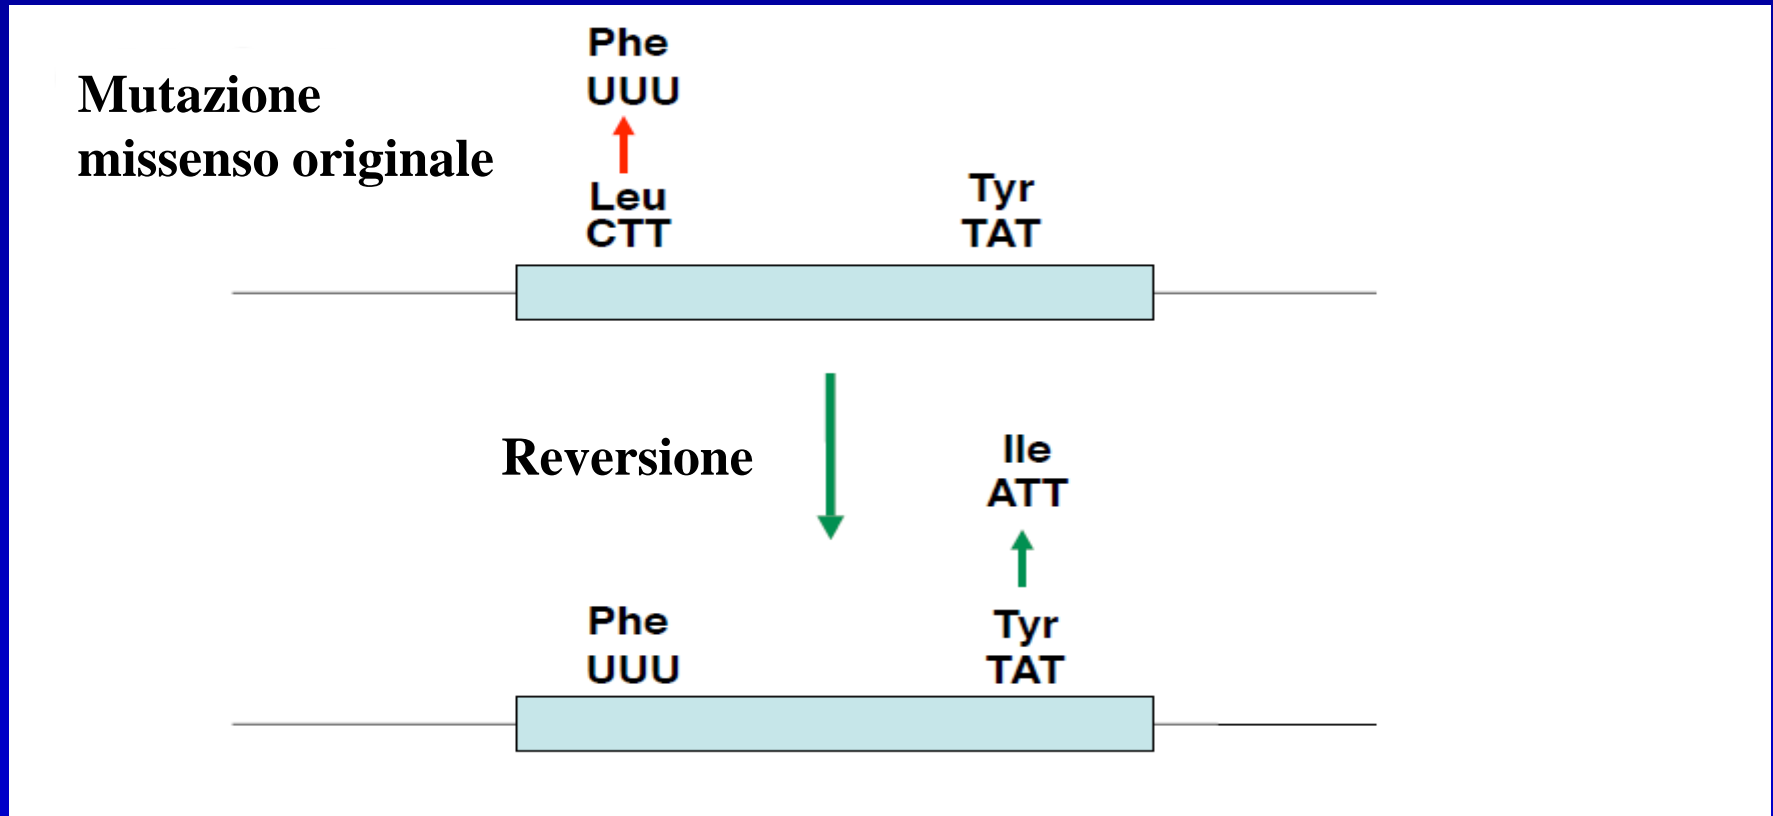 Phe
UUU
Mutazione
missenso originale
Leu
CTT
Tyr
TAT
Reversione
Ile
ATT
Phe
UUU
Tyr
TAT